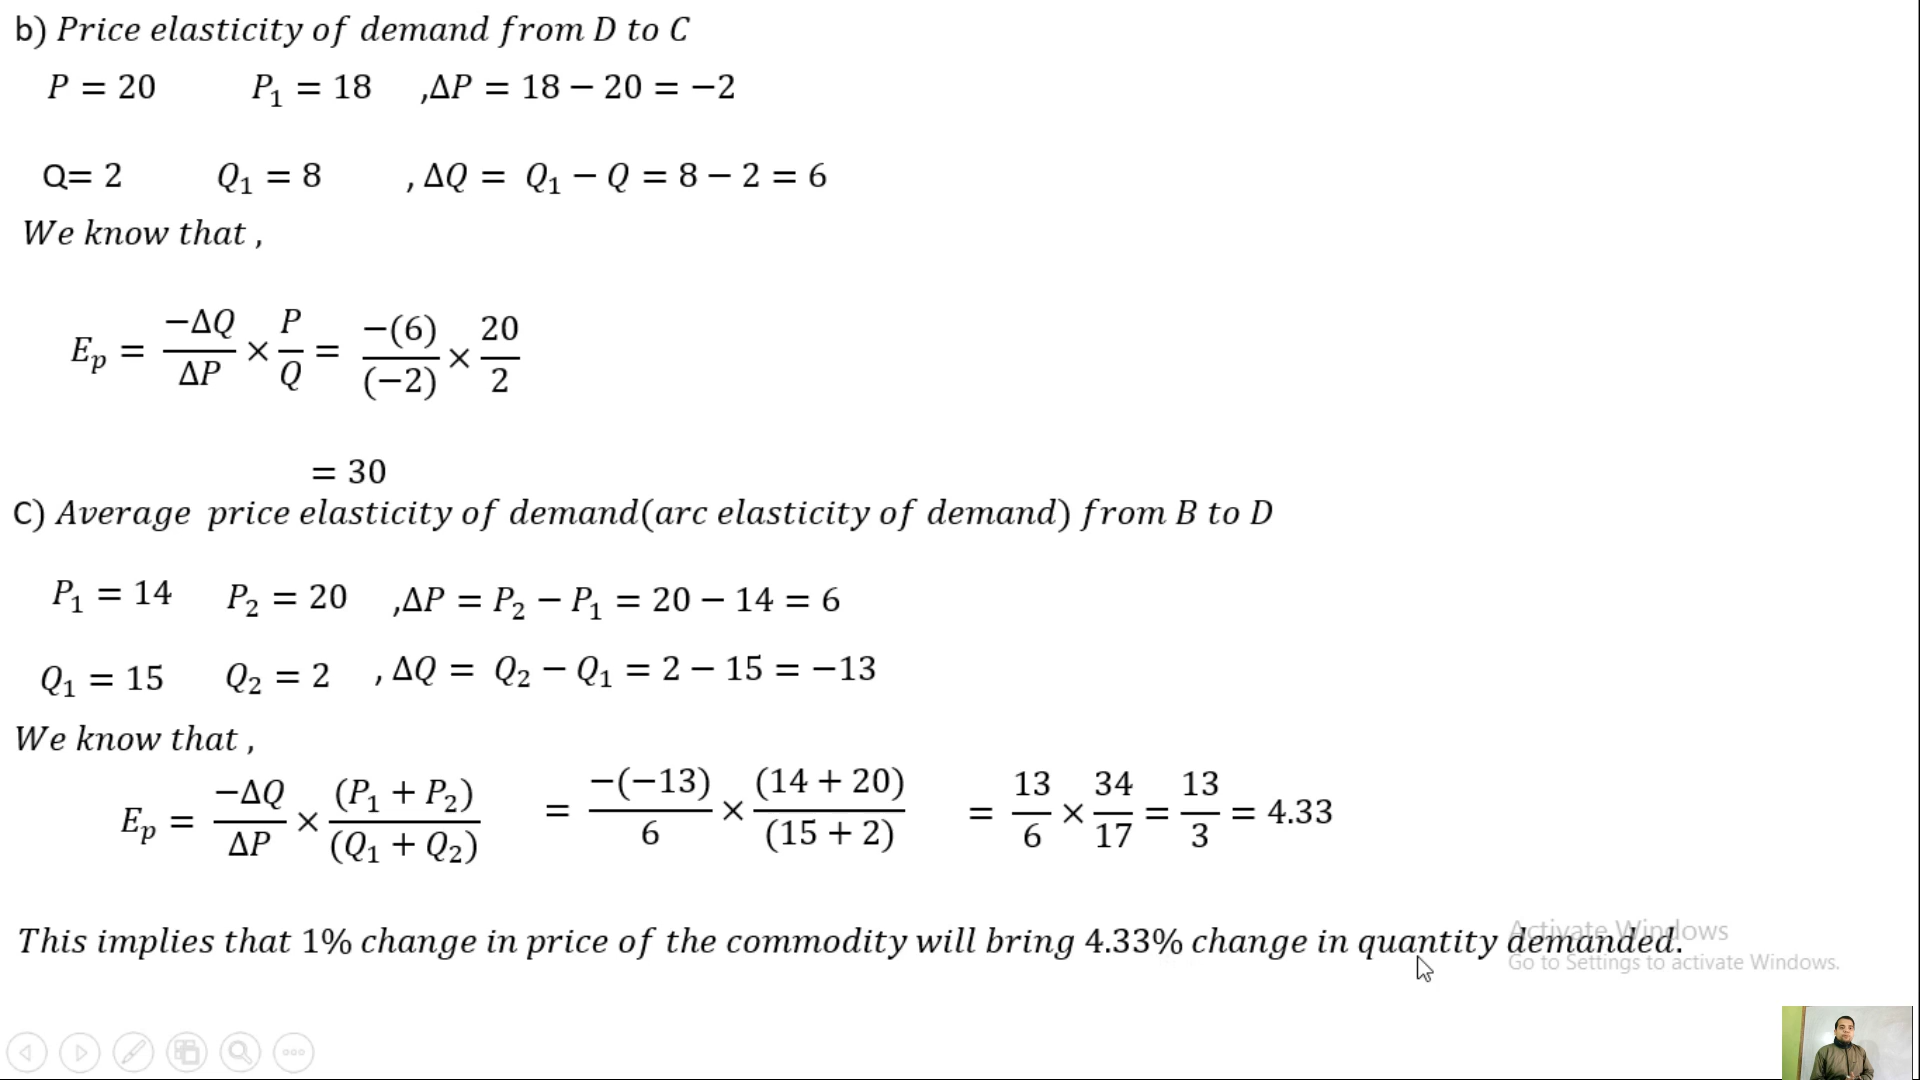 b) Price elasticity of demand from D to C
P = 20 P₁ = 18 ,ΔP = 18 − 20 = −2
Q= 2 Q₁ = 8 , ΔQ = Q₁ − Q = 8 − 2 = 6
We know that ,
Eₚ = −ΔQ/ΔP × P/Q = −(6)/(−2) × 20/2
= 30
C) Average price elasticity of demand(arc elasticity of demand) from B to D
P₁ = 14 P₂ = 20 ,ΔP = P₂ − P₁ = 20 − 14 = 6
Q₁ = 15 Q₂ = 2 , ΔQ = Q₂ − Q₁ = 2 − 15 = −13
We know that ,
Eₚ = −ΔQ/ΔP × (P₁ + P₂)/(Q₁ + Q₂) = −(−13)/6 × (14 + 20)/(15 + 2) = 13/6 × 34/17 = 13/3 = 4.33
This implies that 1% change in price of the commodity will bring 4.33% change in quantity demanded.
Activate Windows
Go to Settings to activate Windows.